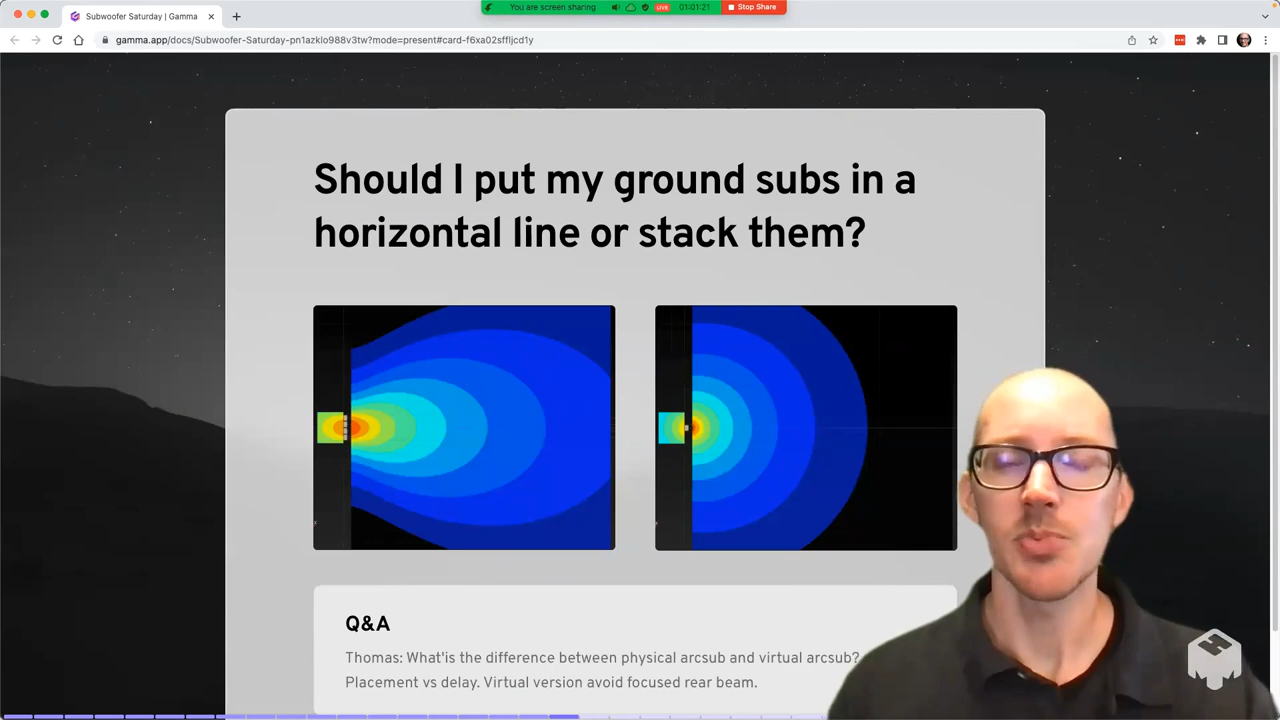 Subwoofer Saturday | Gamma
You are screen sharing
LIVE
01:01:21
Stop Share
gamma.app/docs/Subwoofer-Saturday-pn1azklo988v3tw?mode=present#card-f6xa02sffljcd1y
Should I put my ground subs in a
horizontal line or stack them?
Q&A
Thomas: What'is the difference between physical arcsub and virtual arcsub?
Placement vs delay. Virtual version avoid focused rear beam.